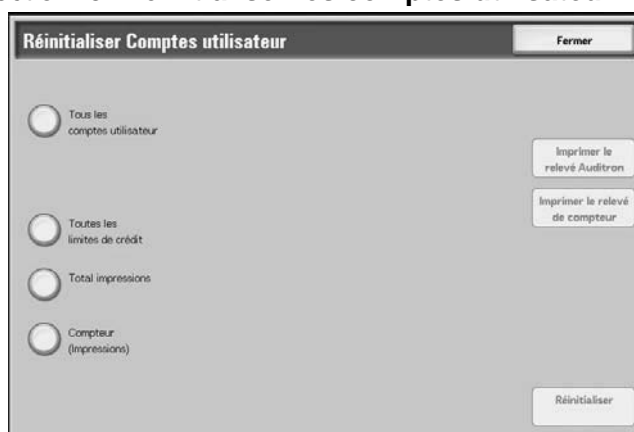 Réinitialiser Comptes utilisateur
Fermer
Tous les
comptes utilisateur
Imprimer le
relevé Auditron
Imprimer le relevé
de compteur
Toutes les
limites de crédit
Total impressions
Compteur
(Impressions)
Réinitialiser